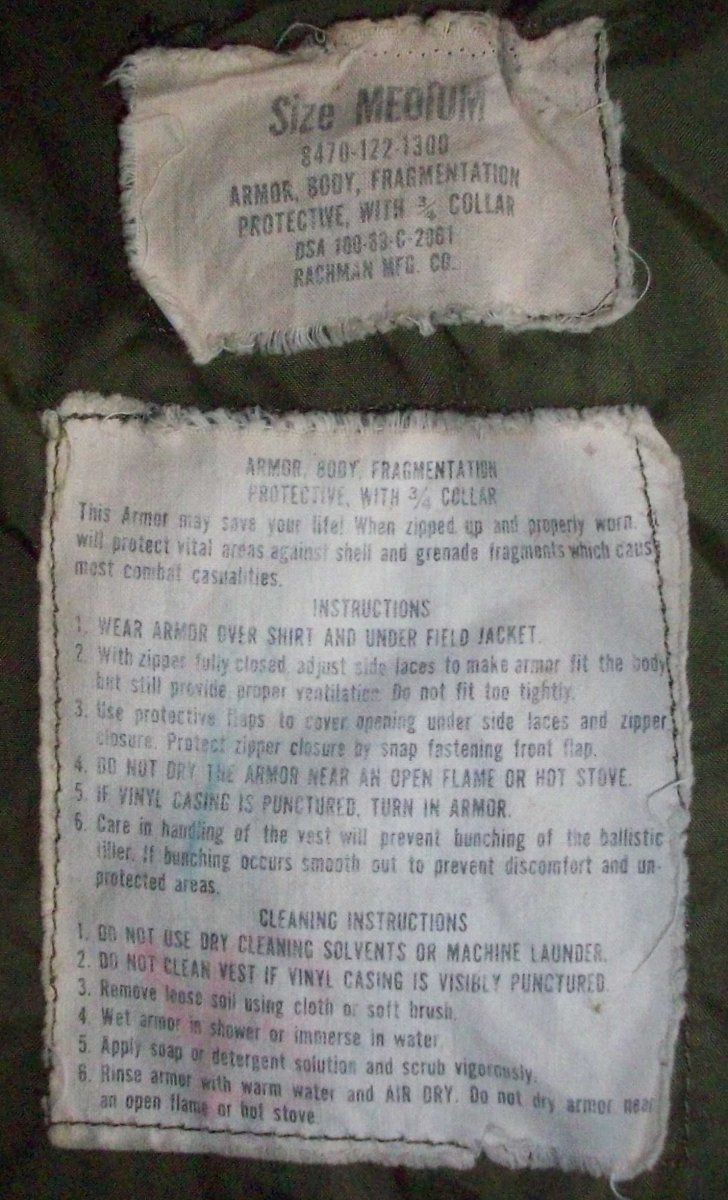 Size MEDIUM
8470-122-1300
ARMOR, BODY, FRAGMENTATION
PROTECTIVE, WITH ¾ COLLAR
DSA 100-83-C-2061
RACHMAN MFG. CO.
ARMOR, BODY, FRAGMENTATION
PROTECTIVE, WITH ¾ COLLAR
This Armor may save your life! When zipped up and properly worn.
will protect vital areas against shell and grenade fragments which cause
most combat casualities.
INSTRUCTIONS
1. WEAR ARMOR OVER SHIRT AND UNDER FIELD JACKET.
2. With zipper fully closed, adjust side laces to make armor fit the body
but still provide proper ventilation. Do not fit too tightly.
3. Use protective flaps to cover opening under side laces and zipper
closure. Protect zipper closure by snap fastening front flap.
4. DO NOT DRY THE ARMOR NEAR AN OPEN FLAME OR HOT STOVE.
5. IF VINYL CASING IS PUNCTURED, TURN IN ARMOR.
6. Care in handling of the vest will prevent bunching of the ballistic
filler. If bunching occurs smooth out to prevent discomfort and un-
protected areas.
CLEANING INSTRUCTIONS
1. DO NOT USE DRY CLEANING SOLVENTS OR MACHINE LAUNDER.
2. DO NOT CLEAN VEST IF VINYL CASING IS VISIBLY PUNCTURED.
3. Remove loose soil using cloth or soft brush.
4. Wet armor in shower or immerse in water.
5. Apply soap or detergent solution and scrub vigorously.
6. Rinse armor with warm water and AIR DRY. Do not dry armor near
an open flame or hot stove